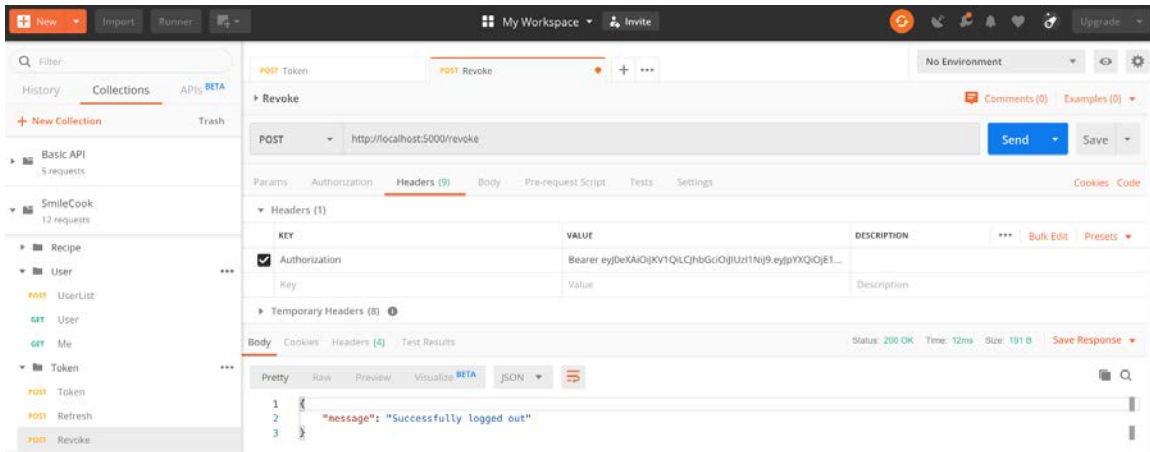 New Import Runner My Workspace Invite Upgrade
Filter
History Collections APIs BETA
+ New Collection Trash
Basic API
5 requests
SmileCook
12 requests
Recipe
User
POST UserList
GET User
GET Me
Token
POST Token
POST Refresh
POST Revoke
POST Token POST Revoke + ••• No Environment
Revoke Comments (0) Examples (0)
POST http://localhost:5000/revoke Send Save
Params Authorization Headers (9) Body Pre-request Script Tests Settings Cookies Code
Headers (1)
KEY VALUE DESCRIPTION ••• Bulk Edit Presets
Authorization Bearer eyJ0eXAiOiJKV1QiLCJhbGciOiJIUzI1NiJ9.eyJpYXQiOjE1...
Key Value Description
Temporary Headers (8)
Body Cookies Headers (4) Test Results Status: 200 OK Time: 12ms Size: 191 B Save Response
Pretty Raw Preview Visualize BETA JSON
1 {
2 "message": "Successfully logged out"
3 }